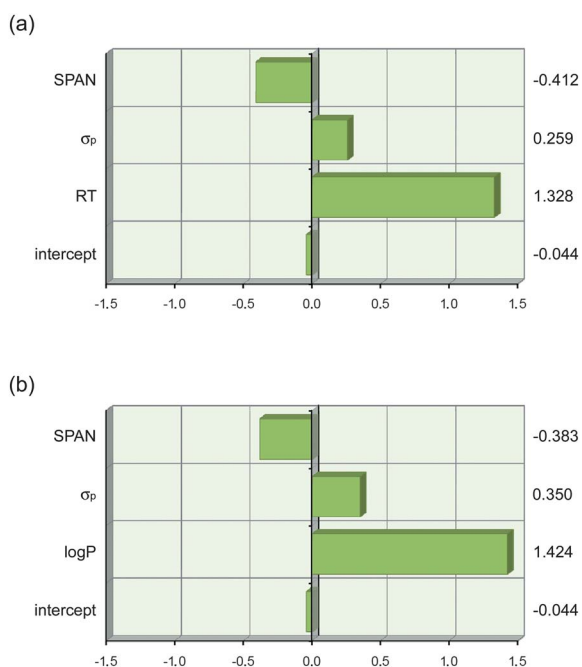 (a)
SPAN -0.412
σp 0.259
RT 1.328
intercept -0.044
-1.5 -1.0 -0.5 0.0 0.5 1.0 1.5
(b)
SPAN -0.383
σp 0.350
logP 1.424
intercept -0.044
-1.5 -1.0 -0.5 0.0 0.5 1.0 1.5